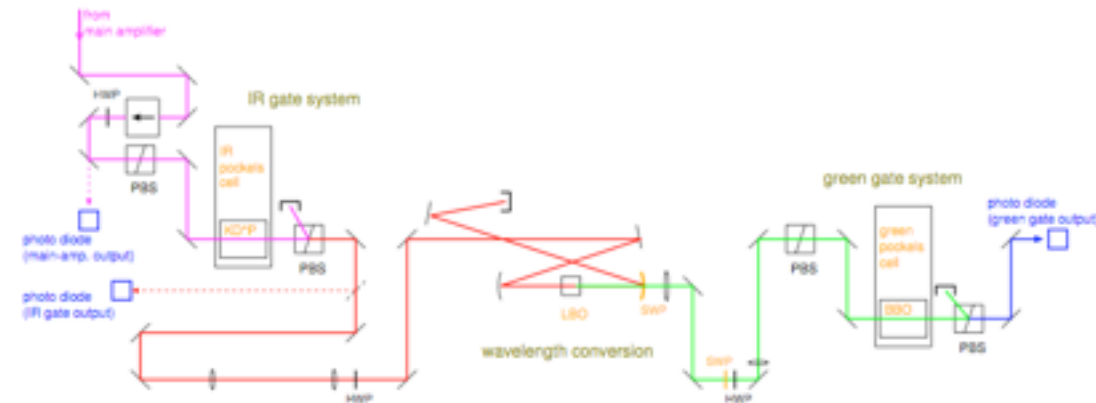 from
main amplifier
HWP
IR gate system
IR
pockels
cell
PBS
KD*P
PBS
photo diode
(main-amp. output)
photo diode
(IR gate output)
HWP
LBO
SWP
wavelength conversion
SWP
HWP
green gate system
PBS
green
pockels
cell
BBO
PBS
photo diode
(green gate output)